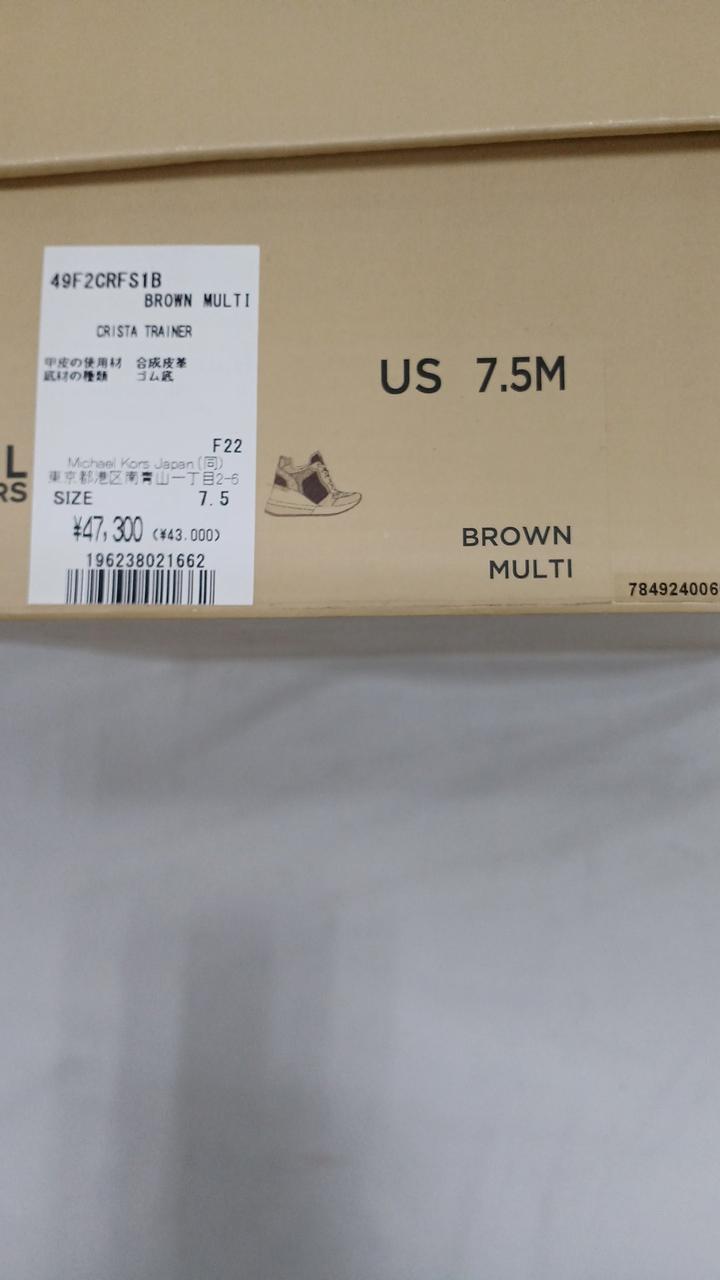 49F2CRFS1B
BROWN MULTI
CRISTA TRAINER
甲皮の使用材 合成皮革
底材の種類 ゴム底
F22
Michael Kors Japan(同)
東京都港区南青山一丁目2-6
SIZE 7.5
¥47,300 (¥43.000)
196238021662
L
RS
US 7.5M
BROWN
MULTI
784924006